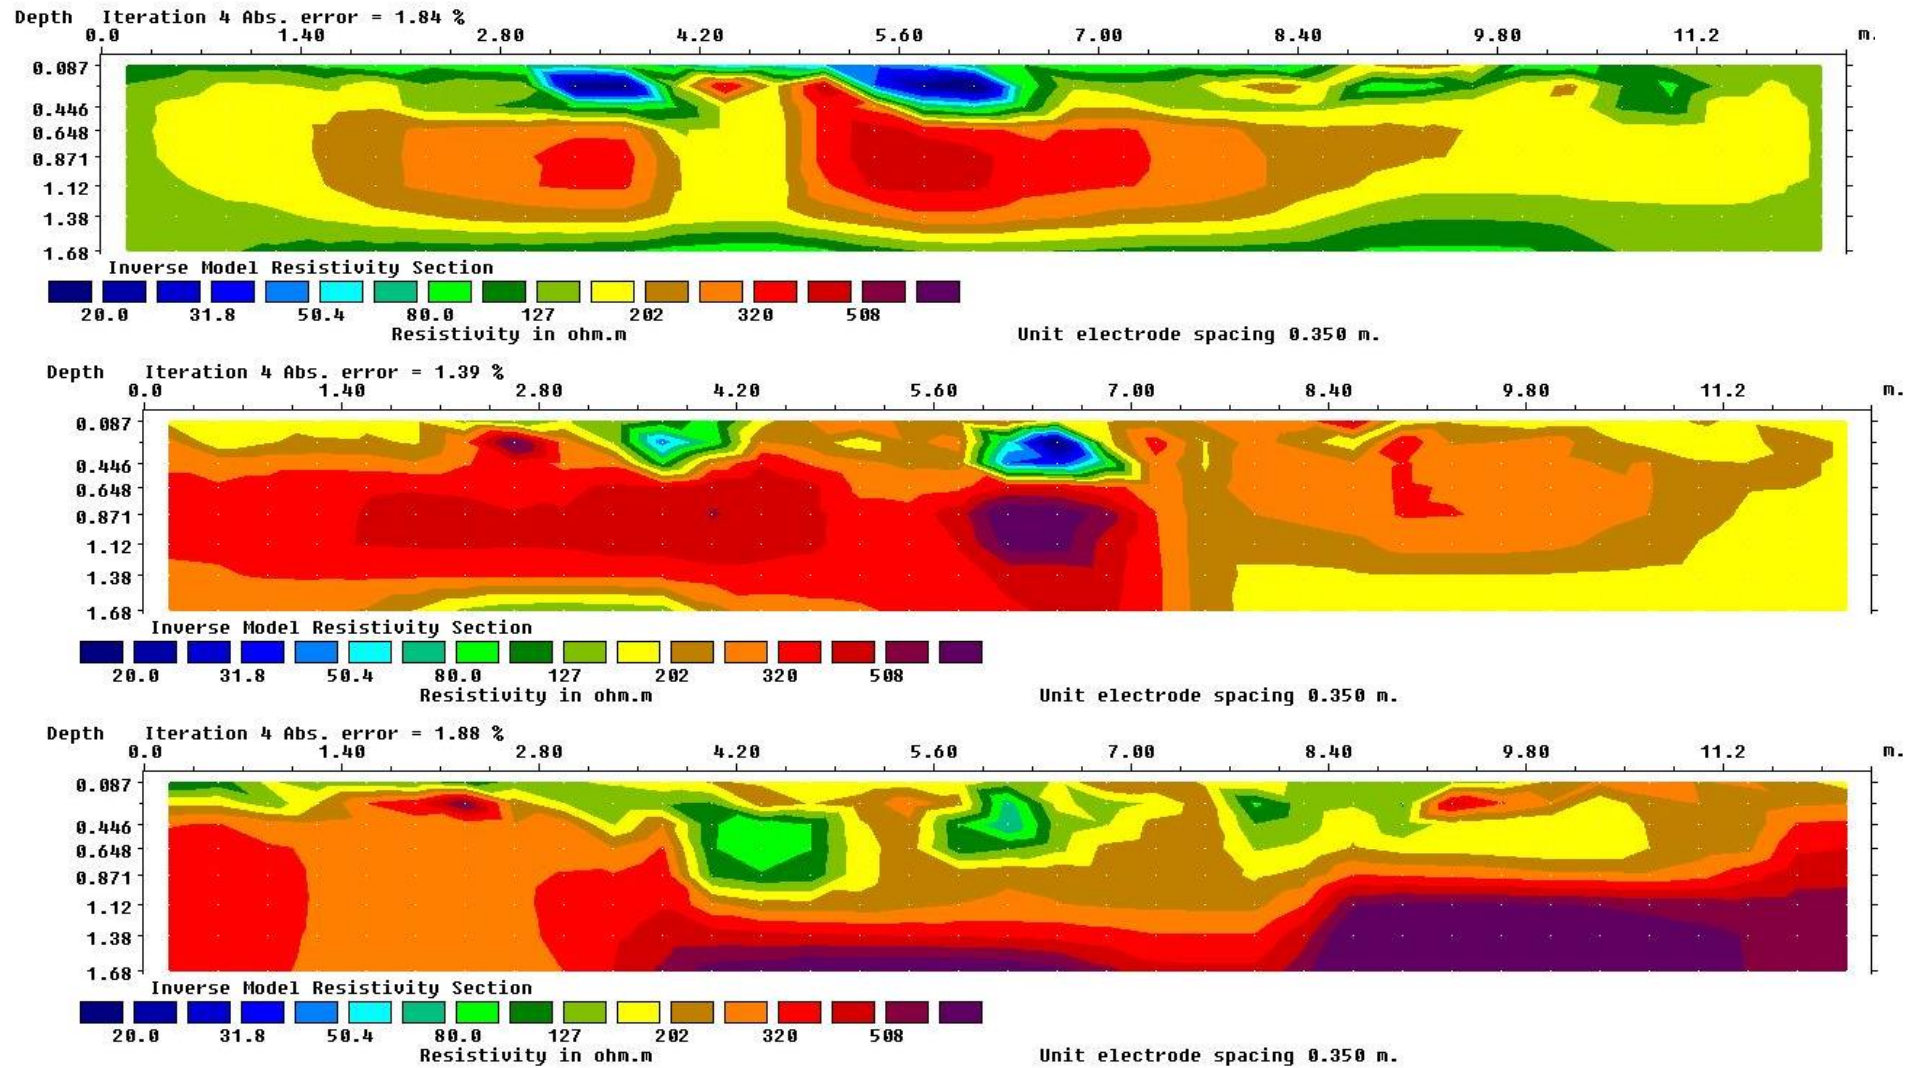 Depth Iteration 4 Abs. error = 1.84 %
0.0 1.40 2.80 4.20 5.60 7.00 8.40 9.80 11.2 m.
0.087
0.446
0.648
0.871
1.12
1.38
1.68
Inverse Model Resistivity Section
20.0 31.8 50.4 80.0 127 202 320 508
Resistivity in ohm.m Unit electrode spacing 0.350 m.
Depth Iteration 4 Abs. error = 1.39 %
0.0 1.40 2.80 4.20 5.60 7.00 8.40 9.80 11.2 m.
0.087
0.446
0.648
0.871
1.12
1.38
1.68
Inverse Model Resistivity Section
20.0 31.8 50.4 80.0 127 202 320 508
Resistivity in ohm.m Unit electrode spacing 0.350 m.
Depth Iteration 4 Abs. error = 1.88 %
0.0 1.40 2.80 4.20 5.60 7.00 8.40 9.80 11.2 m.
0.087
0.446
0.648
0.871
1.12
1.38
1.68
Inverse Model Resistivity Section
20.0 31.8 50.4 80.0 127 202 320 508
Resistivity in ohm.m Unit electrode spacing 0.350 m.